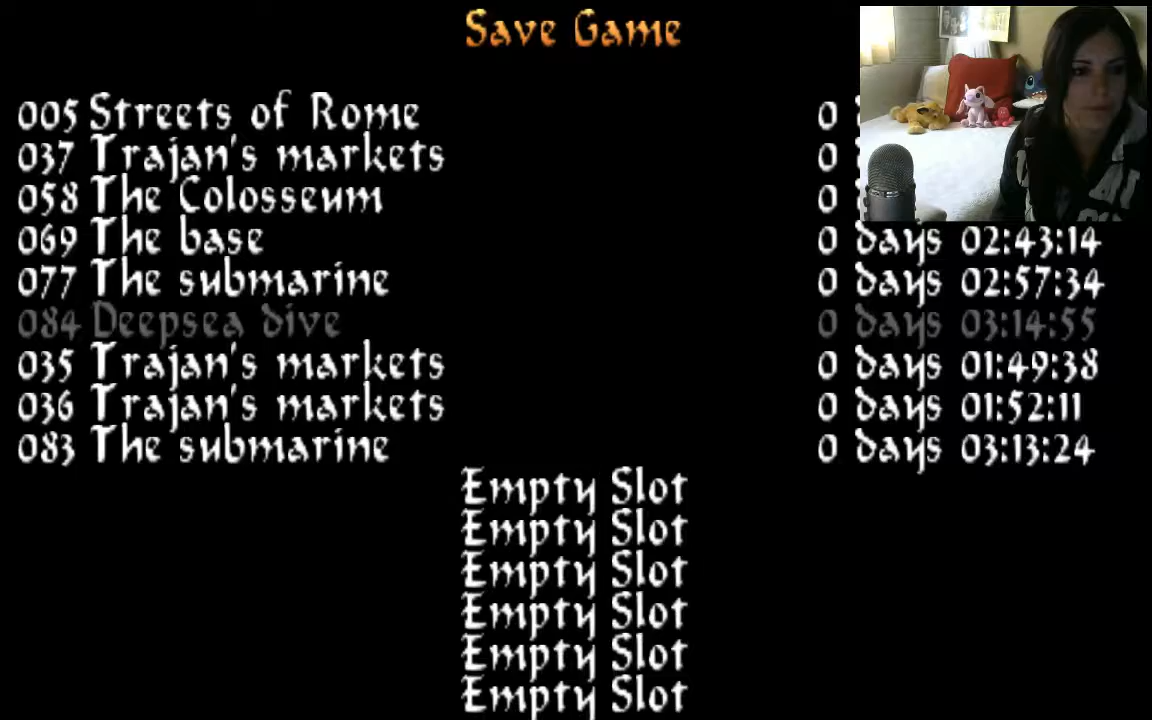 Save Game
005 Streets of Rome 0
037 Trajan's markets 0
058 The Colosseum 0
069 The base 0 days 02:43:14
077 The submarine 0 days 02:57:34
084 Deepsea dive 0 days 03:14:55
035 Trajan's markets 0 days 01:49:38
036 Trajan's markets 0 days 01:52:11
083 The submarine 0 days 03:13:24
Empty Slot
Empty Slot
Empty Slot
Empty Slot
Empty Slot
Empty Slot